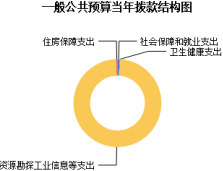 一般公共预算当年拨款结构图
住房保障支出
社会保障和就业支出
卫生健康支出
资源勘探工业信息等支出